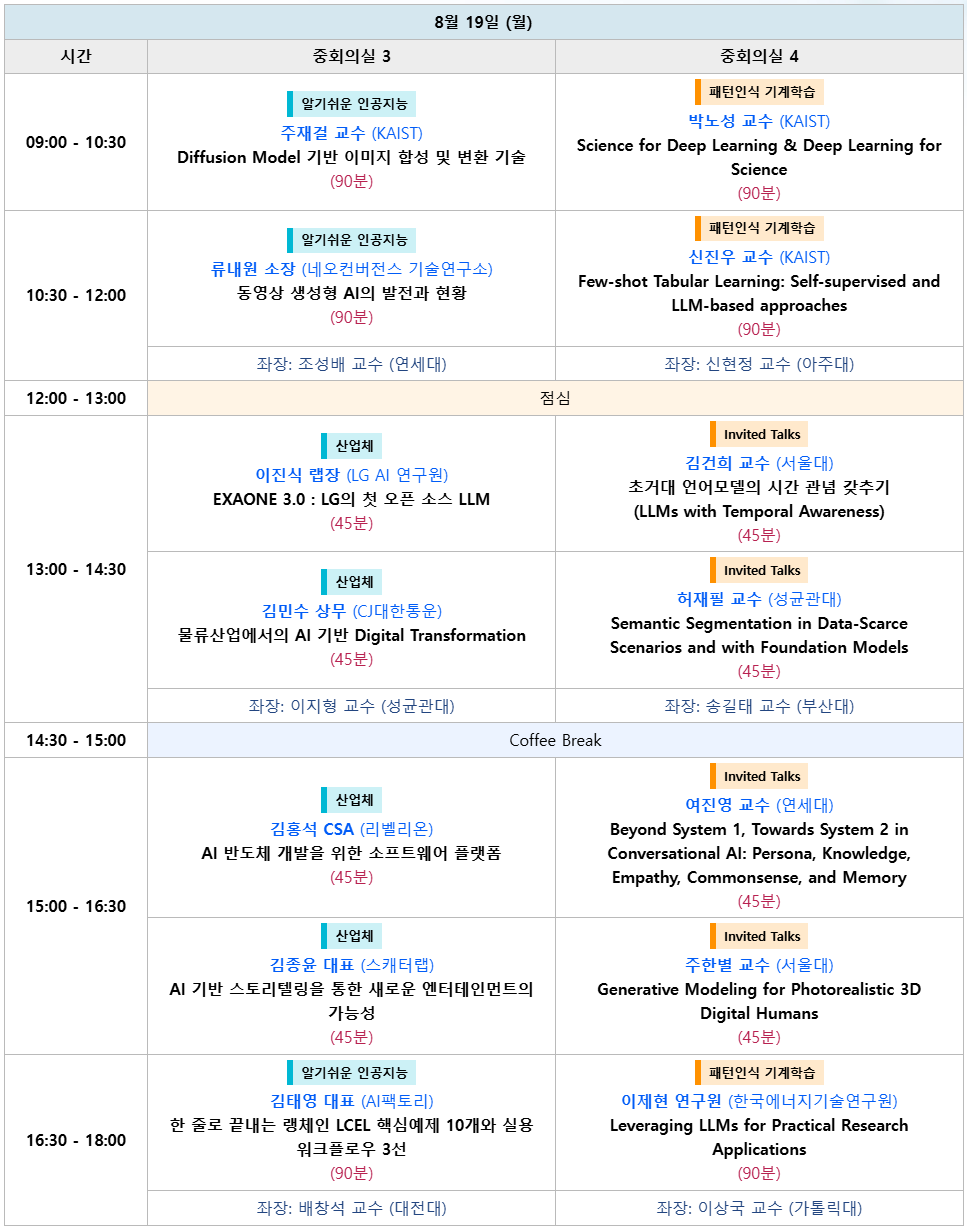 8월 19일 (월)
시간
중회의실 3
중회의실 4
09:00 - 10:30
알기쉬운 인공지능
주재걸 교수 (KAIST)
Diffusion Model 기반 이미지 합성 및 변환 기술
(90분)
패턴인식 기계학습
박노성 교수 (KAIST)
Science for Deep Learning & Deep Learning for
Science
(90분)
10:30 - 12:00
알기쉬운 인공지능
류내원 소장 (네오컨버전스 기술연구소)
동영상 생성형 AI의 발전과 현황
(90분)
패턴인식 기계학습
신진우 교수 (KAIST)
Few-shot Tabular Learning: Self-supervised and
LLM-based approaches
(90분)
좌장: 조성배 교수 (연세대)
좌장: 신현정 교수 (아주대)
12:00 - 13:00
점심
13:00 - 14:30
산업체
이진식 랩장 (LG AI 연구원)
EXAONE 3.0 : LG의 첫 오픈 소스 LLM
(45분)
Invited Talks
김건희 교수 (서울대)
초거대 언어모델의 시간 관념 갖추기
(LLMs with Temporal Awareness)
(45분)
산업체
김민수 상무 (CJ대한통운)
물류산업에서의 AI 기반 Digital Transformation
(45분)
Invited Talks
허재필 교수 (성균관대)
Semantic Segmentation in Data-Scarce
Scenarios and with Foundation Models
(45분)
좌장: 이지형 교수 (성균관대)
좌장: 송길태 교수 (부산대)
14:30 - 15:00
Coffee Break
15:00 - 16:30
산업체
김홍석 CSA (리벨리온)
AI 반도체 개발을 위한 소프트웨어 플랫폼
(45분)
Invited Talks
여진영 교수 (연세대)
Beyond System 1, Towards System 2 in
Conversational AI: Persona, Knowledge,
Empathy, Commonsense, and Memory
(45분)
산업체
김종윤 대표 (스캐터랩)
AI 기반 스토리텔링을 통한 새로운 엔터테인먼트의
가능성
(45분)
Invited Talks
주한별 교수 (서울대)
Generative Modeling for Photorealistic 3D
Digital Humans
(45분)
16:30 - 18:00
알기쉬운 인공지능
김태영 대표 (AI팩토리)
한 줄로 끝내는 랭체인 LCEL 핵심예제 10개와 실용
워크플로우 3선
(90분)
패턴인식 기계학습
이제현 연구원 (한국에너지기술연구원)
Leveraging LLMs for Practical Research
Applications
(90분)
좌장: 배창석 교수 (대전대)
좌장: 이상국 교수 (가톨릭대)